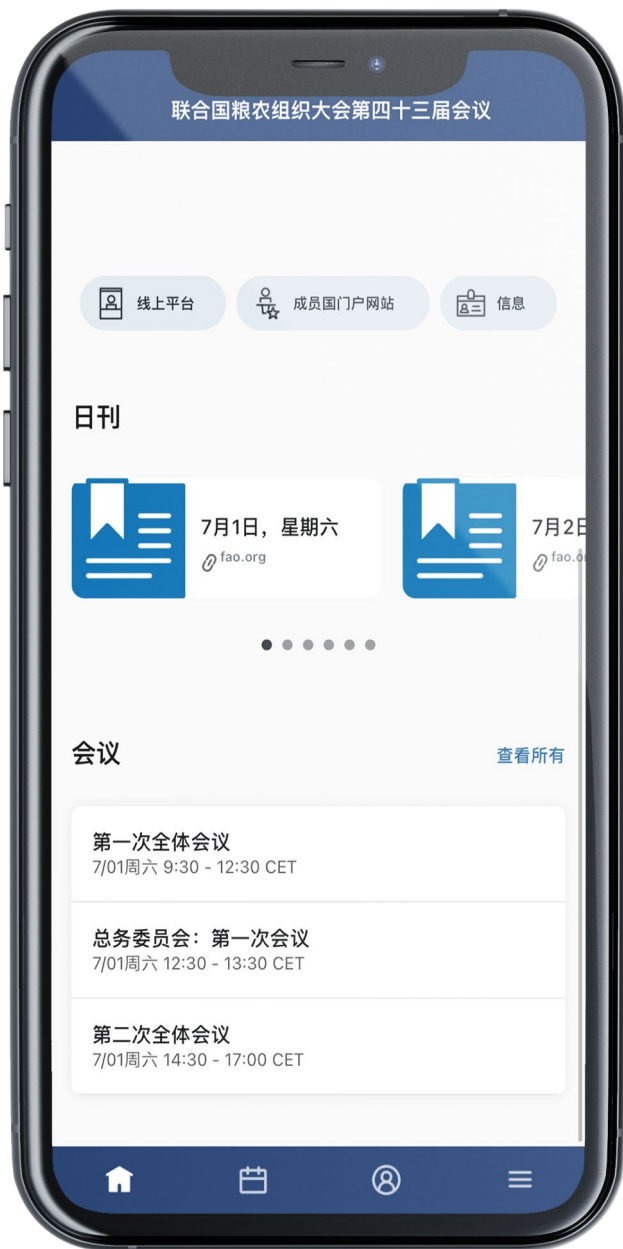 联合国粮农组织大会第四十三届会议
线上平台
成员国门户网站
信息
日刊
7月1日，星期六
fao.org
7月2日
fao.or
会议
查看所有
第一次全体会议
7/01周六 9:30 - 12:30 CET
总务委员会：第一次会议
7/01周六 12:30 - 13:30 CET
第二次全体会议
7/01周六 14:30 - 17:00 CET